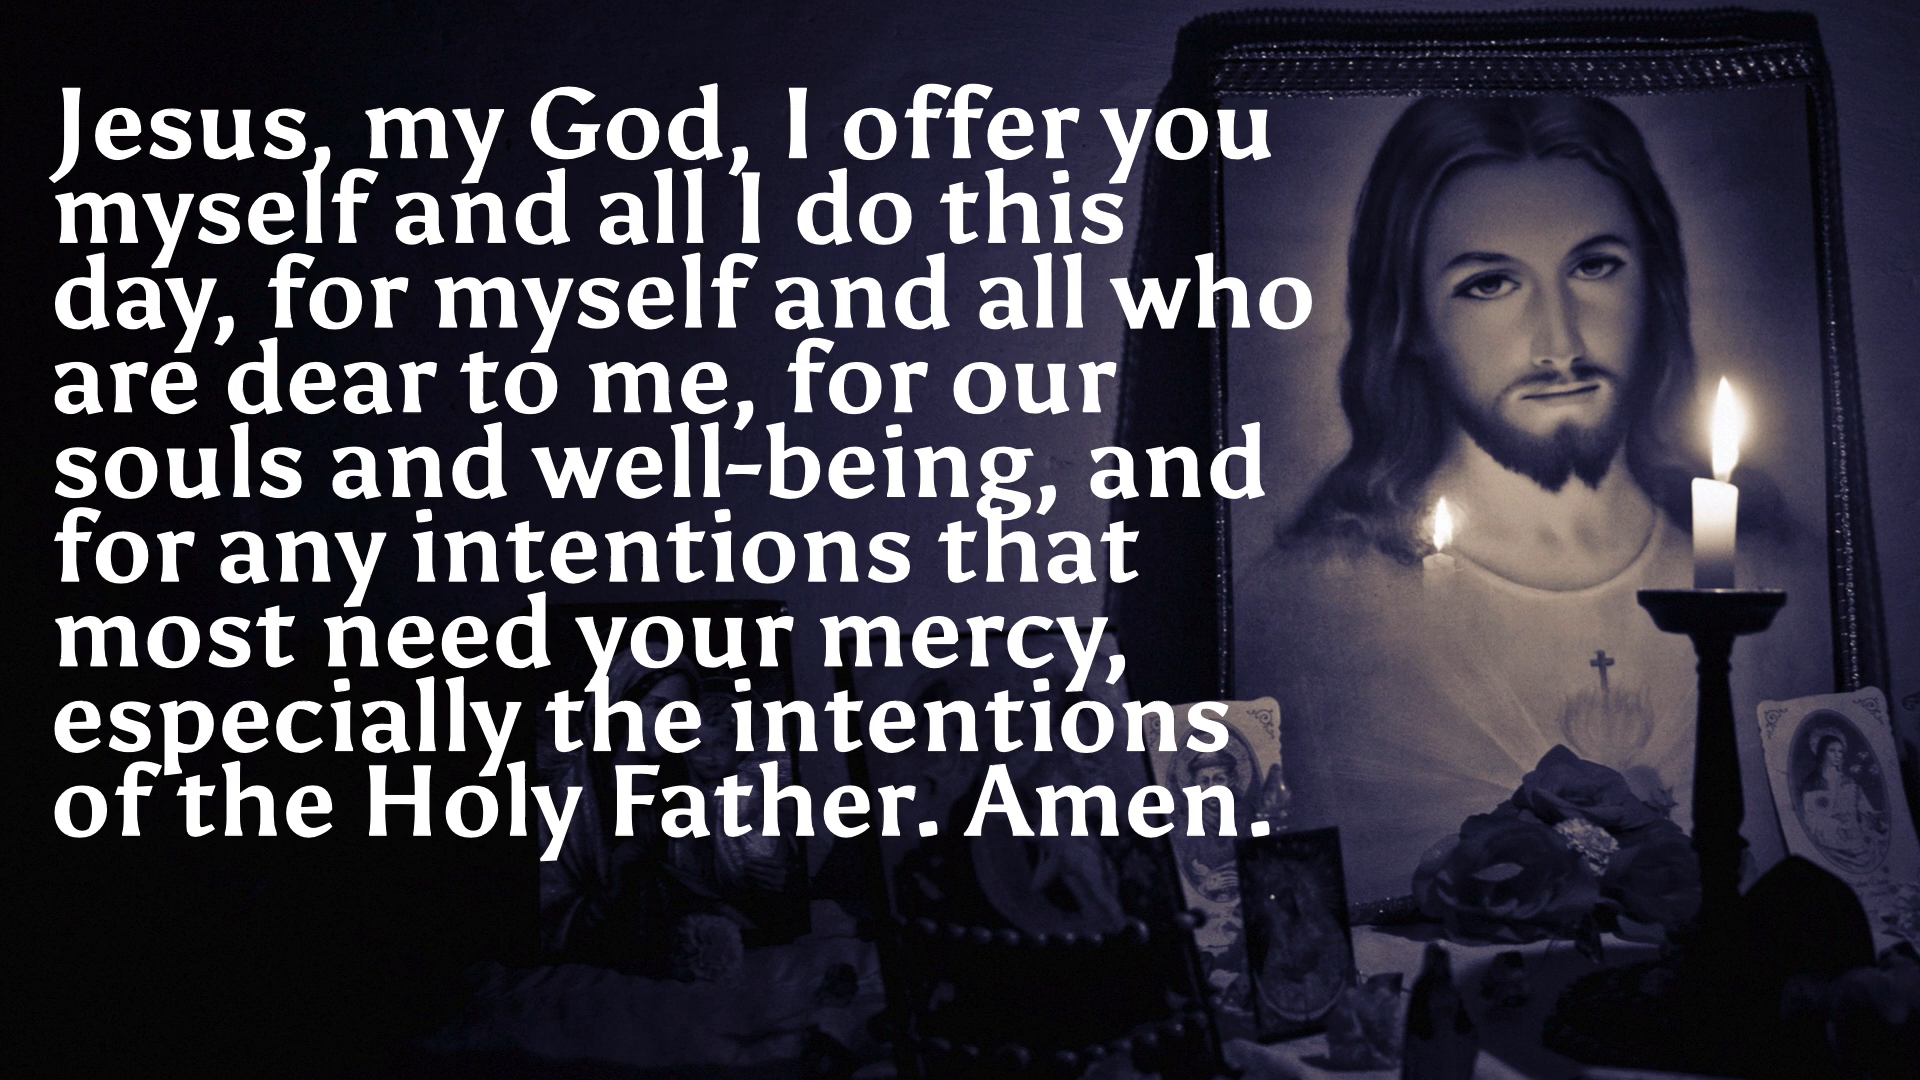 Jesus, my God, I offer you
myself and all I do this
day, for myself and all who
are dear to me, for our
souls and well-being, and
for any intentions that
most need your mercy,
especially the intentions
of the Holy Father. Amen.